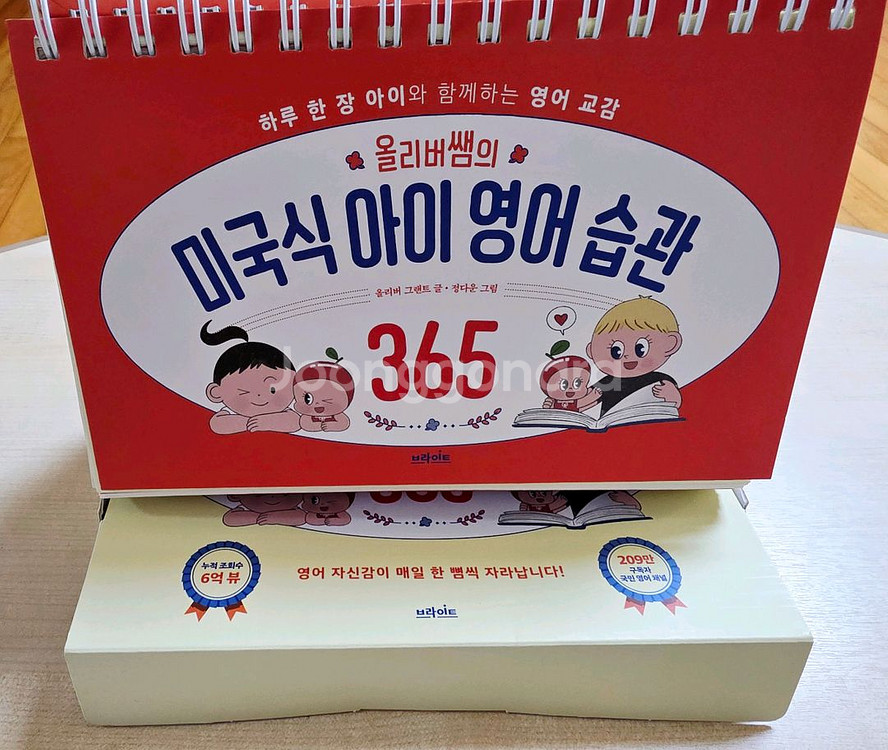 하루 한 장 아이와 함께하는 영어 교감
올리버쌤의
미국식 아이 영어 습관
올리버 그랜트 글 · 정다운 그림
365
Joonggonara
브라이트
365
누적 조회수
6억 뷰
영어 자신감이 매일 한 뼘씩 자라납니다!
209만
구독자
국민 영어 채널
브라이트